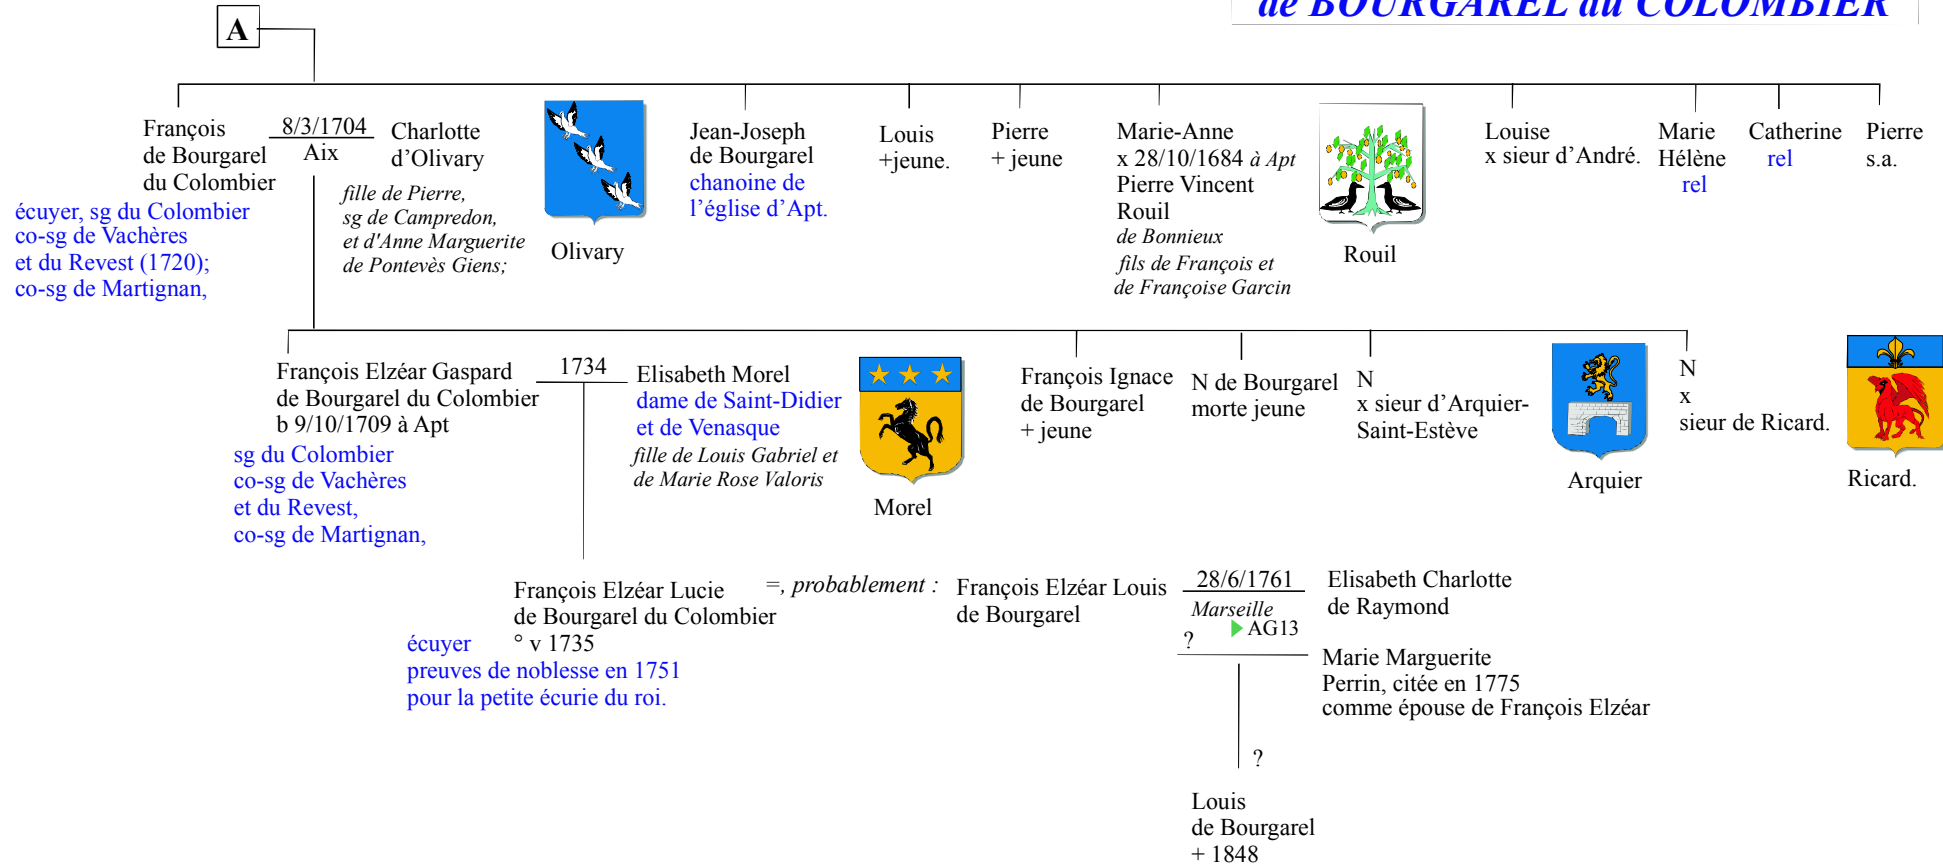 de BOURGAREL du COLOMBIER
A
François
de Bourgarel
du Colombier
écuyer, sg du Colombier
co-sg de Vachères
et du Revest (1720);
co-sg de Martignan,
8/3/1704
Aix
Charlotte
d'Olivary
fille de Pierre,
sg de Campredon,
et d'Anne Marguerite
de Pontevès Giens;
Olivary
Jean-Joseph
de Bourgarel
chanoine de
l'église d'Apt.
Louis
+jeune.
Pierre
+ jeune
Marie-Anne
x 28/10/1684 à Apt
Pierre Vincent
Rouil
de Bonnieux
fils de François et
de Françoise Garcin
Rouil
Louise
x sieur d'André.
Marie
Hélène
rel
Catherine
rel
Pierre
s.a.
François Elzéar Gaspard
de Bourgarel du Colombier
b 9/10/1709 à Apt
sg du Colombier
co-sg de Vachères
et du Revest,
co-sg de Martignan,
1734
Elisabeth Morel
dame de Saint-Didier
et de Venasque
fille de Louis Gabriel et
de Marie Rose Valoris
Morel
François Ignace
de Bourgarel
+ jeune
N de Bourgarel
morte jeune
N
x sieur d'Arquier-
Saint-Estève
Arquier
N
x
sieur de Ricard.
Ricard.
François Elzéar Lucie
de Bourgarel du Colombier
° v 1735
écuyer
preuves de noblesse en 1751
pour la petite écurie du roi.
=, probablement :
François Elzéar Louis
de Bourgarel
28/6/1761
Marseille
AG13
Elisabeth Charlotte
de Raymond
?
Marie Marguerite
Perrin, citée en 1775
comme épouse de François Elzéar
?
Louis
de Bourgarel
+ 1848